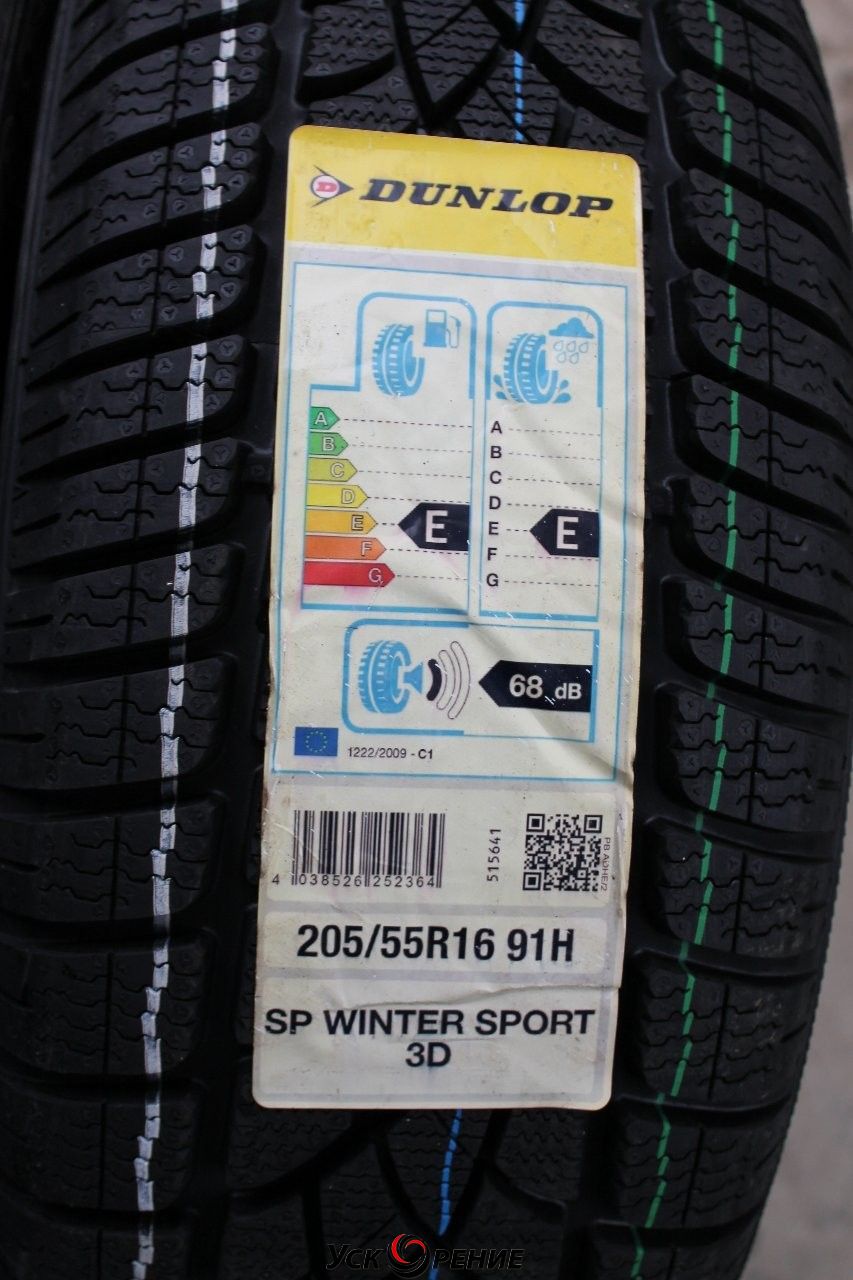 DUNLOP
A
B
C
D
E
F
G
E
A
B
C
D
E
F
G
E
68 dB
1222/2009 - C1
4 038526 252364
515641
205/55R16 91H
SP WINTER SPORT
3D
УСКОРЕНИЕ